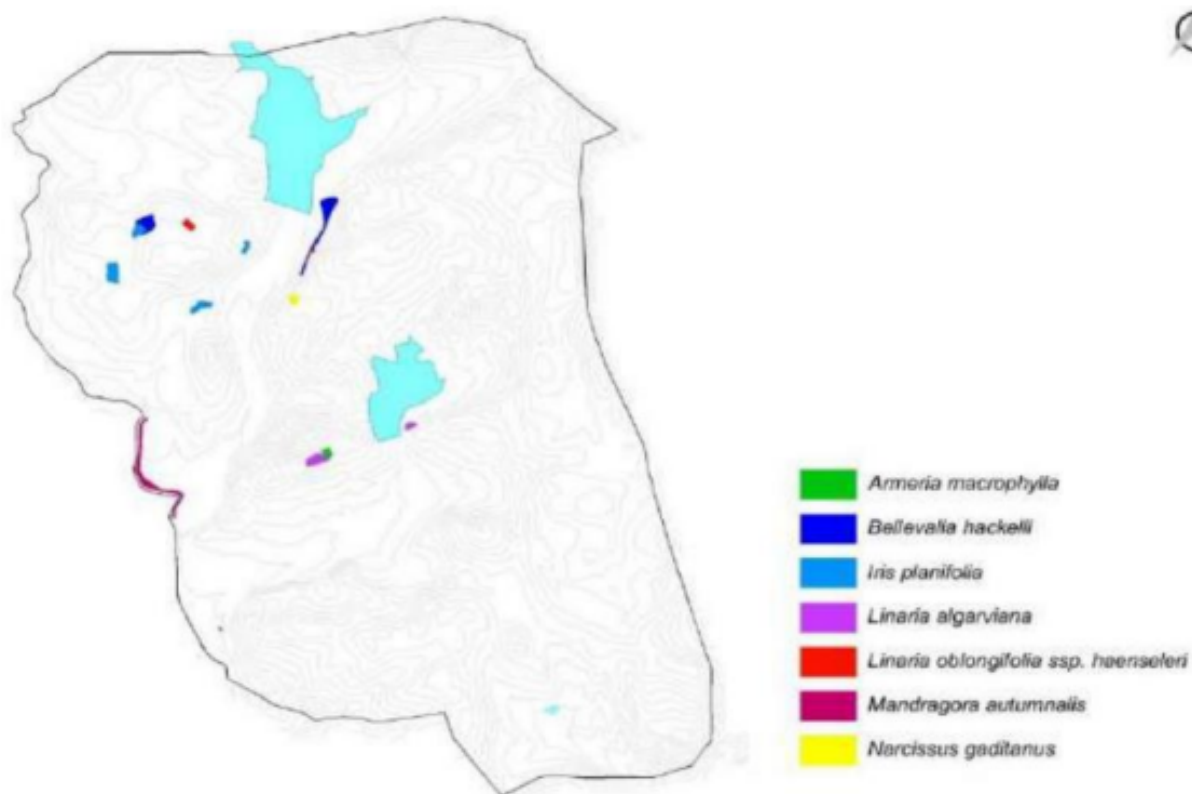 Armeria macrophylla
Bellevalia hackelii
Iris planifolia
Linaria algarviana
Linaria oblongifolia ssp. haenseleri
Mandragora autumnalis
Narcissus gaditanus